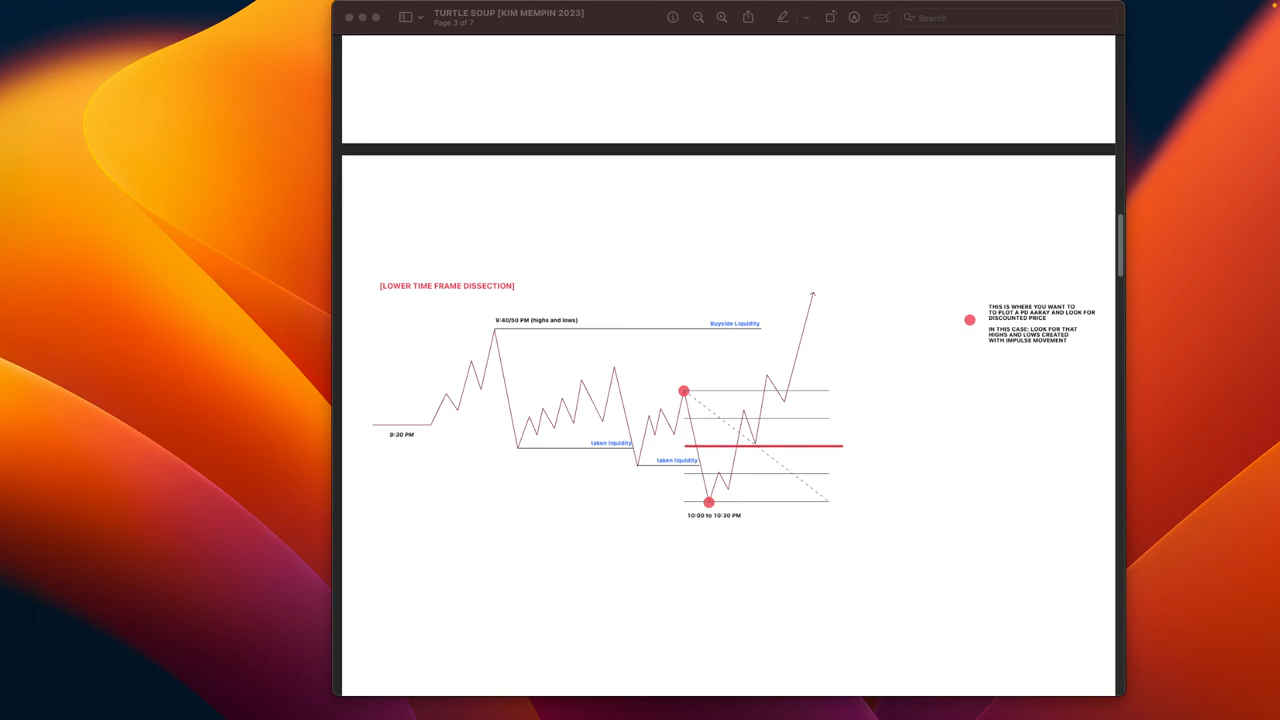 TURTLE SOUP [KIM MEMPIN 2023]
Page 3 of 7
Search
[LOWER TIME FRAME DISSECTION]
9:40/50 PM (highs and lows)
Buyside Liquidity
THIS IS WHERE YOU WANT TO
TO PLOT A PD AARAY AND LOOK FOR
DISCOUNTED PRICE
IN THIS CASE: LOOK FOR THAT
HIGHS AND LOWS CREATED
WITH IMPULSE MOVEMENT
9:30 PM
taken liquidity
taken liquidity
10:00 to 10:30 PM